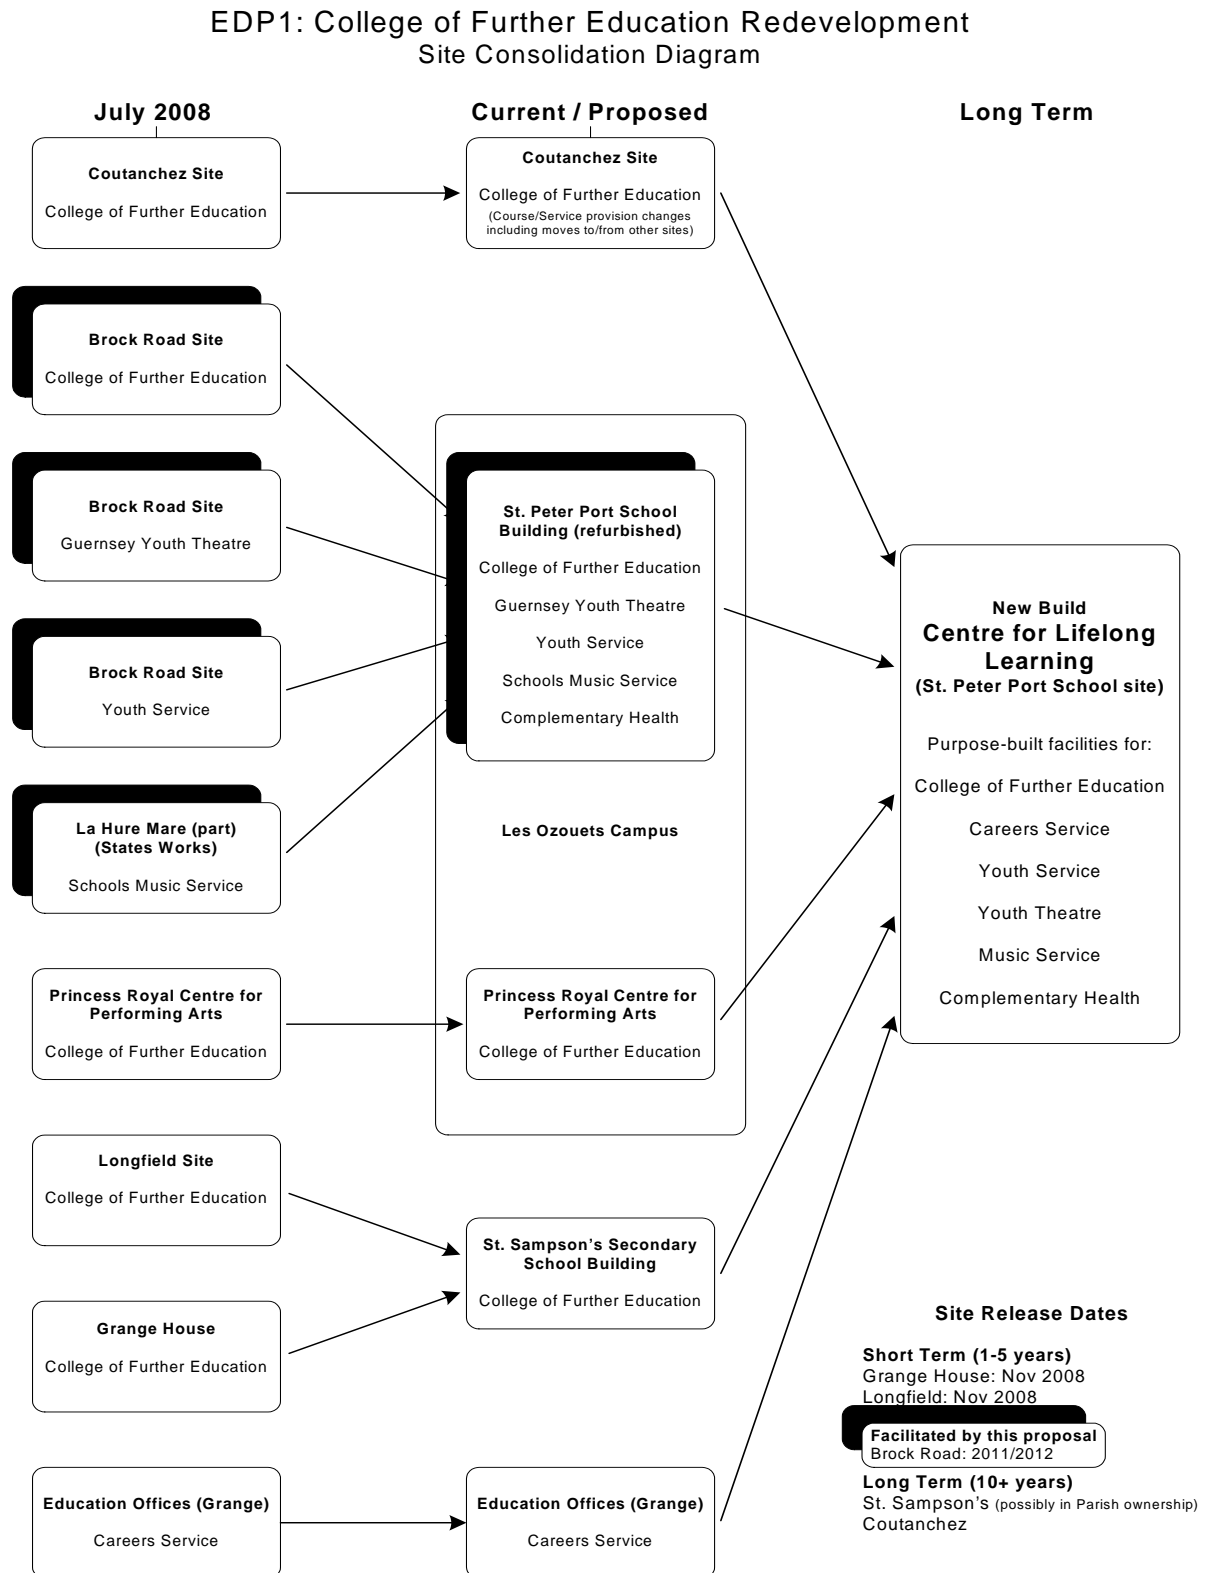 EDP1: College of Further Education Redevelopment
Site Consolidation Diagram
July 2008
Current / Proposed
Long Term
Coutanchez Site
College of Further Education
Coutanchez Site
College of Further Education
(Course/Service provision changes
including moves to/from other sites)
Brock Road Site
College of Further Education
Brock Road Site
Guernsey Youth Theatre
Brock Road Site
Youth Service
La Hure Mare (part)
(States Works)
Schools Music Service
St. Peter Port School
Building (refurbished)
College of Further Education
Guernsey Youth Theatre
Youth Service
Schools Music Service
Complementary Health
Les Ozouets Campus
New Build
Centre for Lifelong
Learning
(St. Peter Port School site)
Purpose-built facilities for:
College of Further Education
Careers Service
Youth Service
Youth Theatre
Music Service
Complementary Health
Princess Royal Centre for
Performing Arts
College of Further Education
Princess Royal Centre for
Performing Arts
College of Further Education
Longfield Site
College of Further Education
Grange House
College of Further Education
St. Sampson's Secondary
School Building
College of Further Education
Education Offices (Grange)
Careers Service
Education Offices (Grange)
Careers Service
Site Release Dates
Short Term (1-5 years)
Grange House: Nov 2008
Longfield: Nov 2008
Facilitated by this proposal
Brock Road: 2011/2012
Long Term (10+ years)
St. Sampson's (possibly in Parish ownership)
Coutanchez